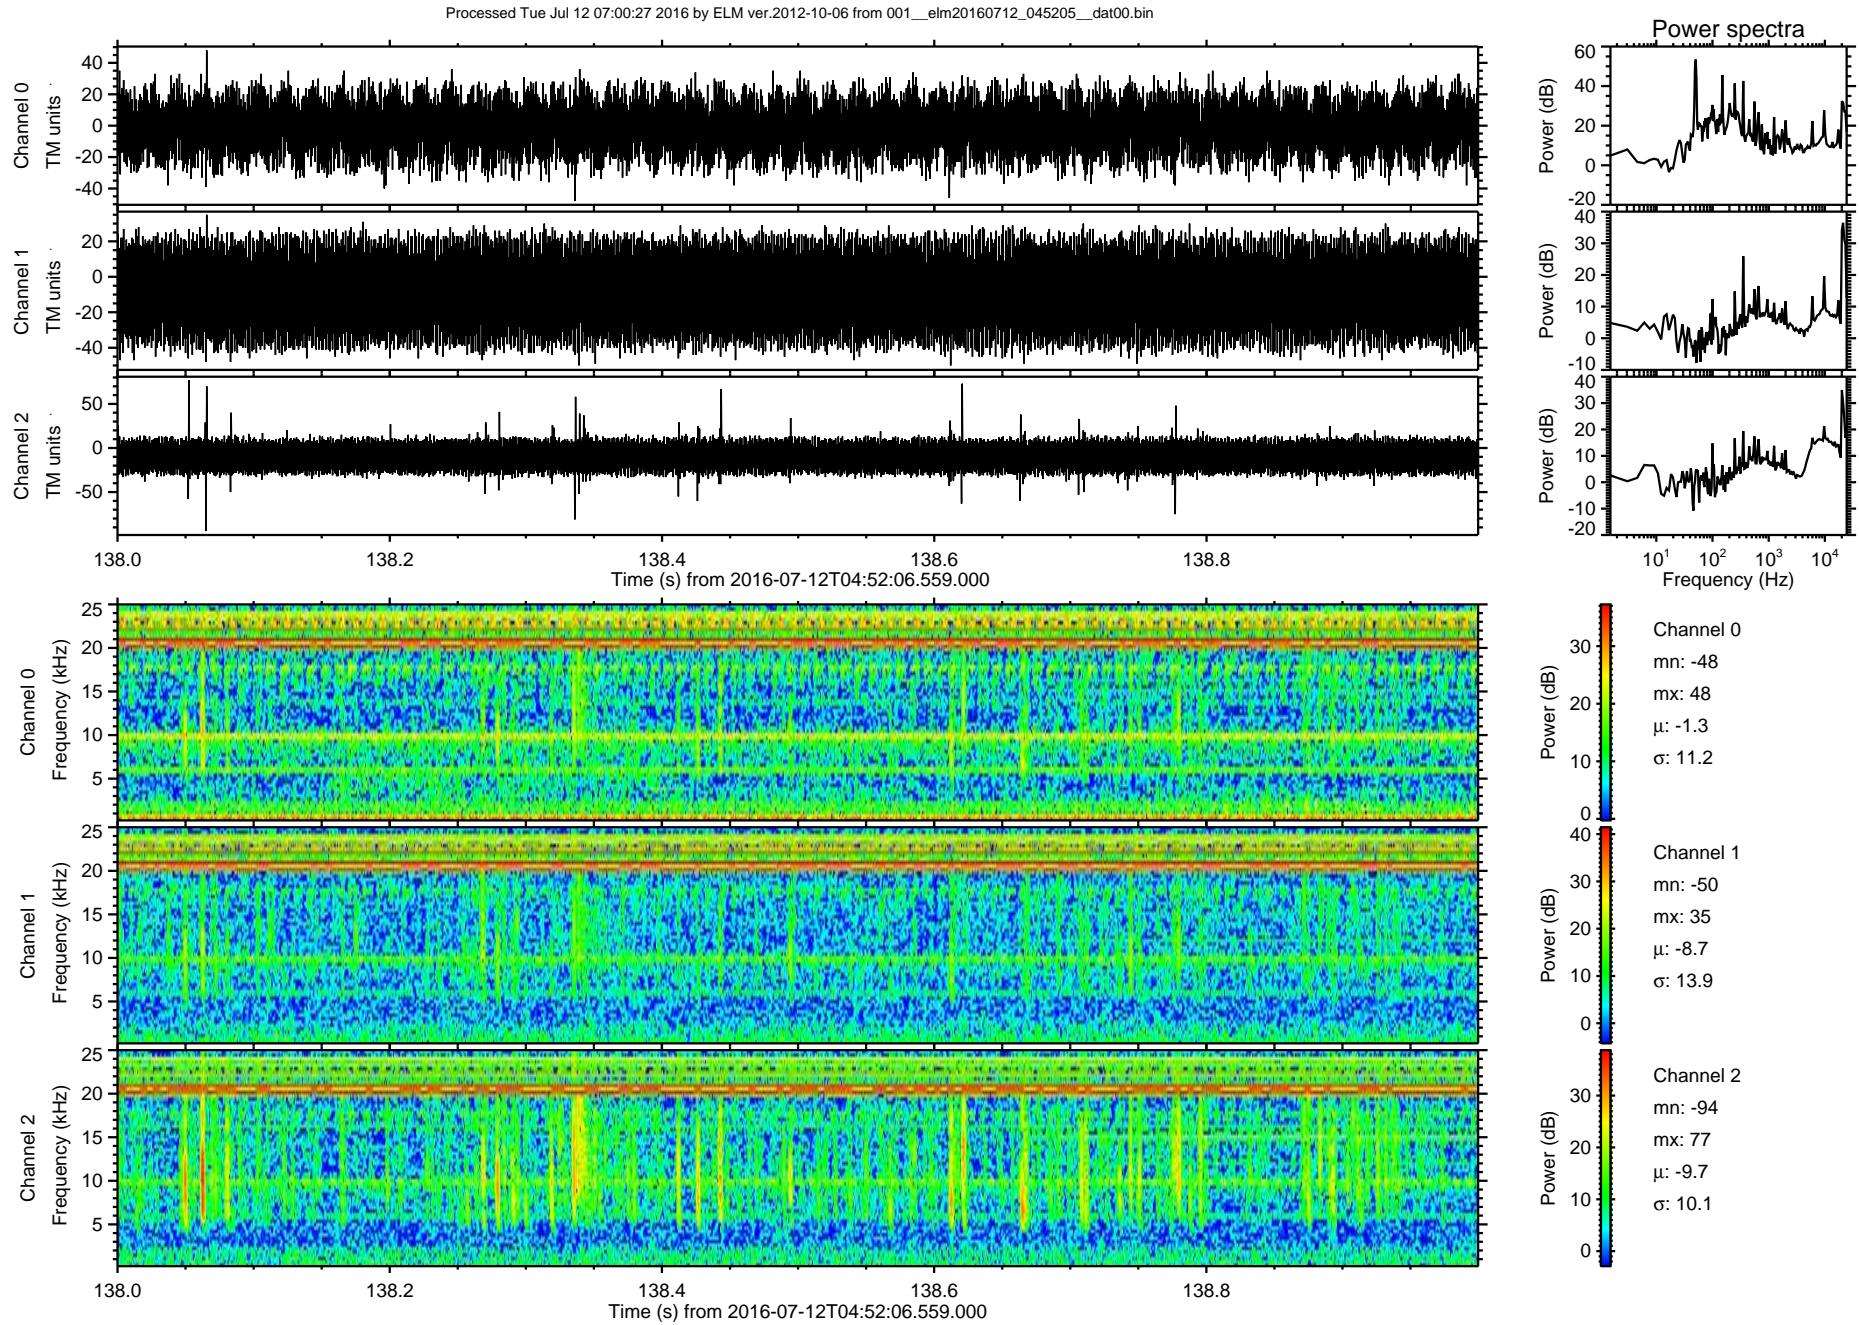 Processed Tue Jul 12 07:00:27 2016 by ELM ver.2012-10-06 from 001__elm20160712_045205__dat00.bin
Power spectra
Channel 0
TM units
40
20
0
-20
-40
Power (dB)
60
40
20
0
-20
Channel 1
TM units
20
0
-20
-40
Power (dB)
40
30
20
10
0
-10
Channel 2
TM units
50
0
-50
Power (dB)
40
30
20
10
0
-10
-20
138.0 138.2 138.4 138.6 138.8
Time (s) from 2016-07-12T04:52:06.559.000
10^1 10^2 10^3 10^4
Frequency (Hz)
Channel 0
Frequency (kHz)
25
20
15
10
5
Power (dB)
30
20
10
0
Channel 0
mn: -48
mx: 48
μ: -1.3
σ: 11.2
Channel 1
Frequency (kHz)
25
20
15
10
5
Power (dB)
40
30
20
10
0
Channel 1
mn: -50
mx: 35
μ: -8.7
σ: 13.9
Channel 2
Frequency (kHz)
25
20
15
10
5
Power (dB)
30
20
10
0
Channel 2
mn: -94
mx: 77
μ: -9.7
σ: 10.1
138.0 138.2 138.4 138.6 138.8
Time (s) from 2016-07-12T04:52:06.559.000